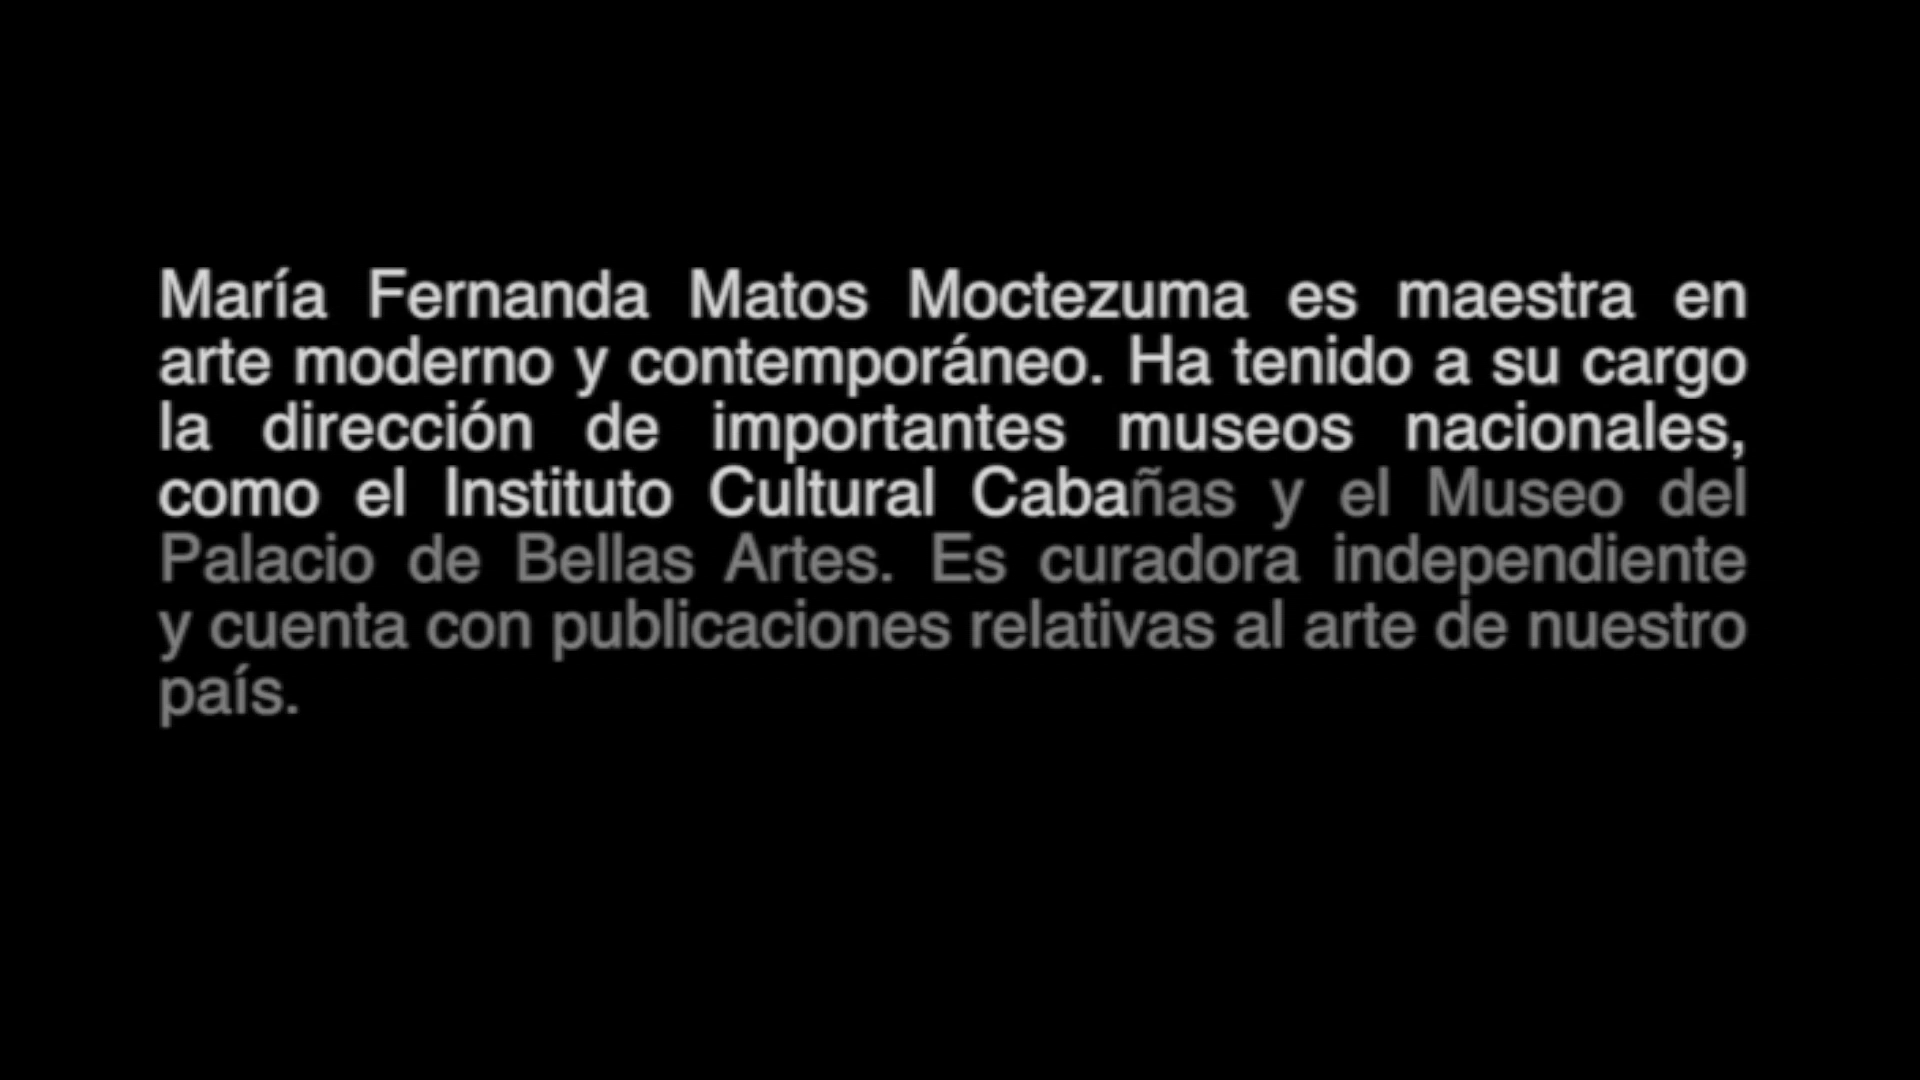 María Fernanda Matos Moctezuma es maestra en
arte moderno y contemporáneo. Ha tenido a su cargo
la dirección de importantes museos nacionales,
como el Instituto Cultural Cabañas y el Museo del
Palacio de Bellas Artes. Es curadora independiente
y cuenta con publicaciones relativas al arte de nuestro
país.